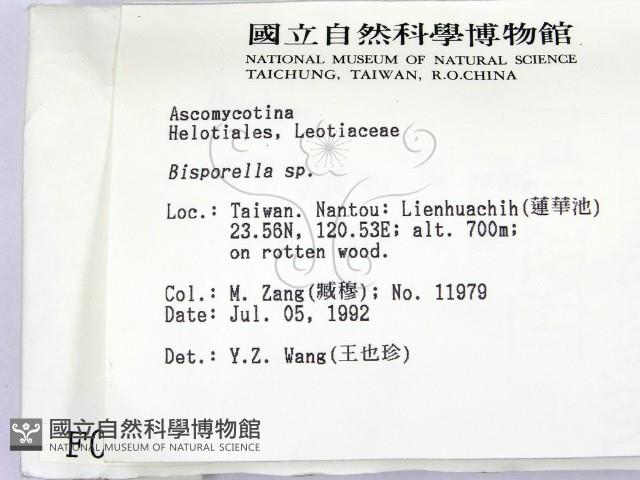 國立自然科學博物館
NATIONAL MUSEUM OF NATURAL SCIENCE
TAICHUNG, TAIWAN, R.O.CHINA
Ascomycotina
Helotiales, Leotiaceae
Bisporella sp.
Loc.: Taiwan. Nantou: Lienhuachih(蓮華池)
23.56N, 120.53E; alt. 700m;
on rotten wood.
Col.: M. Zang(臧穆); No. 11979
Date: Jul. 05, 1992
Det.: Y.Z. Wang(王也珍)
國立自然科學博物館
NATIONAL MUSEUM OF NATURAL SCIENCE